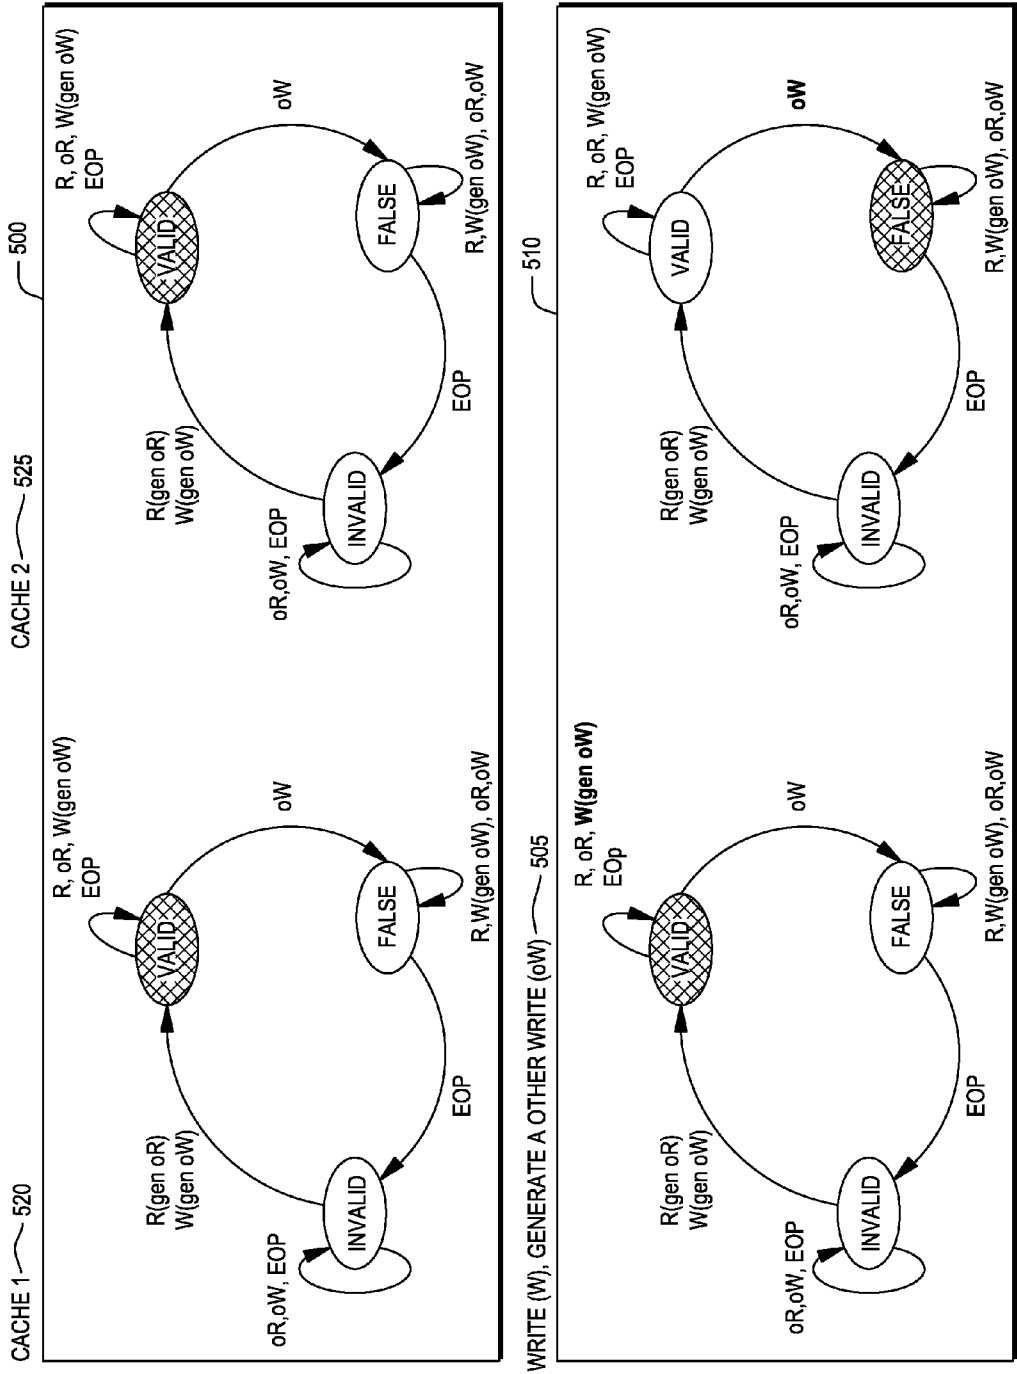 CACHE 1 520
CACHE 2 525
500
R, oR, W(gen oW)
EOP
VALID
oW
R(gen oR)
W(gen oW)
oR,oW, EOP
INVALID
FALSE
EOP
R,W(gen oW), oR,oW
R, oR, W(gen oW)
EOP
VALID
oW
R(gen oR)
W(gen oW)
oR,oW, EOP
INVALID
FALSE
EOP
R,W(gen oW), oR,oW
WRITE (W), GENERATE A OTHER WRITE (oW) 505
510
R, oR, W(gen oW)
EOp
VALID
oW
R(gen oR)
W(gen oW)
oR,oW, EOP
INVALID
FALSE
EOP
R,W(gen oW), oR,oW
R, oR, W(gen oW)
EOP
VALID
oW
R(gen oR)
W(gen oW)
oR,oW, EOP
INVALID
FALSE
EOP
R,W(gen oW), oR,oW